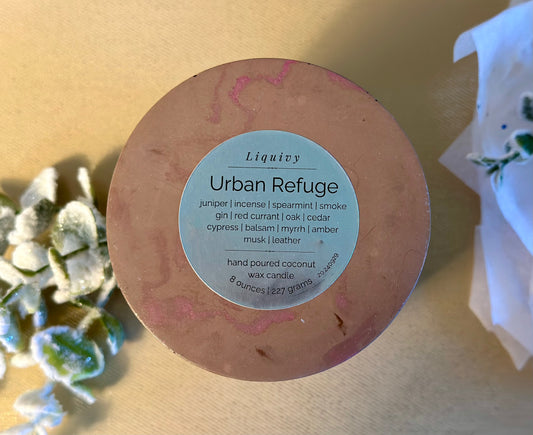 Liquivy
Urban Refuge
juniper | incense | spearmint | smoke
gin | red currant | oak | cedar
cypress | balsam | myrrh | amber
musk | leather
hand poured coconut
wax candle
8 ounces | 227 grams